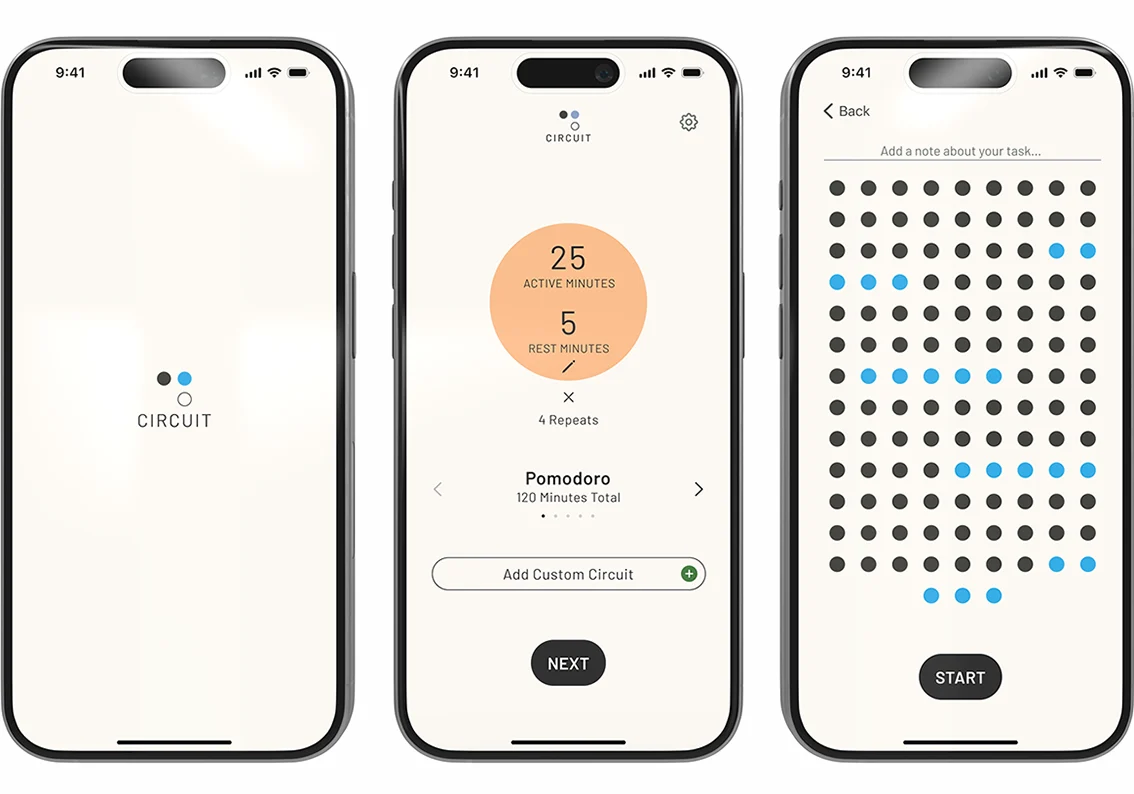 9:41
CIRCUIT
9:41
CIRCUIT
25
ACTIVE MINUTES
5
REST MINUTES
4 Repeats
Pomodoro
120 Minutes Total
Add Custom Circuit
NEXT
9:41
Back
Add a note about your task...
START